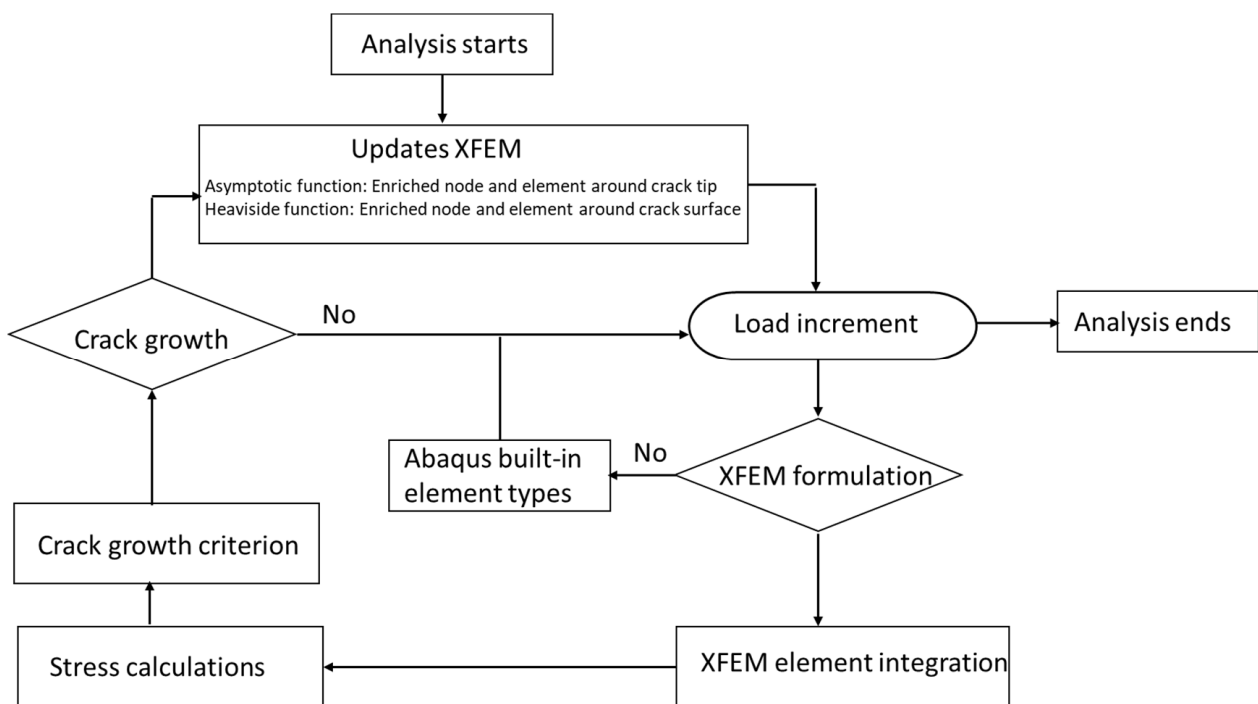 Analysis starts
Updates XFEM
Asymptotic function: Enriched node and element around crack tip
Heaviside function: Enriched node and element around crack surface
No
Load increment
Analysis ends
Crack growth
No
Abaqus built-in
element types
XFEM formulation
Crack growth criterion
Stress calculations
XFEM element integration